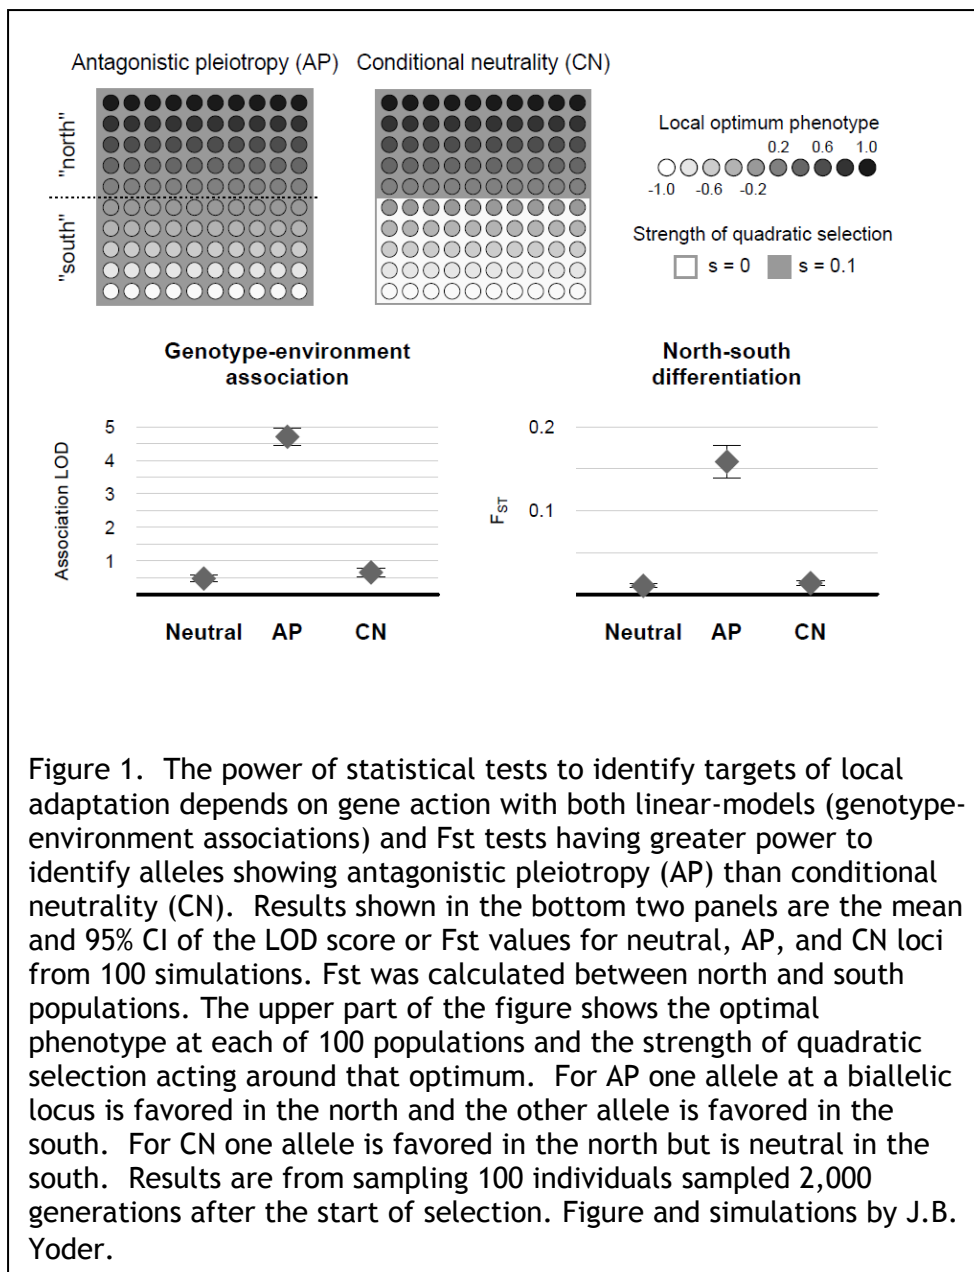 Antagonistic pleiotropy (AP) Conditional neutrality (CN)
"north"
"south"
Local optimum phenotype
0.2 0.6 1.0
-1.0 -0.6 -0.2
Strength of quadratic selection
s = 0 s = 0.1
Genotype-environment
association
Association LOD
5
4
3
2
1
Neutral AP CN
North-south
differentiation
FST
0.2
0.1
Neutral AP CN
Figure 1. The power of statistical tests to identify targets of local
adaptation depends on gene action with both linear-models (genotype-
environment associations) and Fst tests having greater power to
identify alleles showing antagonistic pleiotropy (AP) than conditional
neutrality (CN). Results shown in the bottom two panels are the mean
and 95% CI of the LOD score or Fst values for neutral, AP, and CN loci
from 100 simulations. Fst was calculated between north and south
populations. The upper part of the figure shows the optimal
phenotype at each of 100 populations and the strength of quadratic
selection acting around that optimum. For AP one allele at a biallelic
locus is favored in the north and the other allele is favored in the
south. For CN one allele is favored in the north but is neutral in the
south. Results are from sampling 100 individuals sampled 2,000
generations after the start of selection. Figure and simulations by J.B.
Yoder.